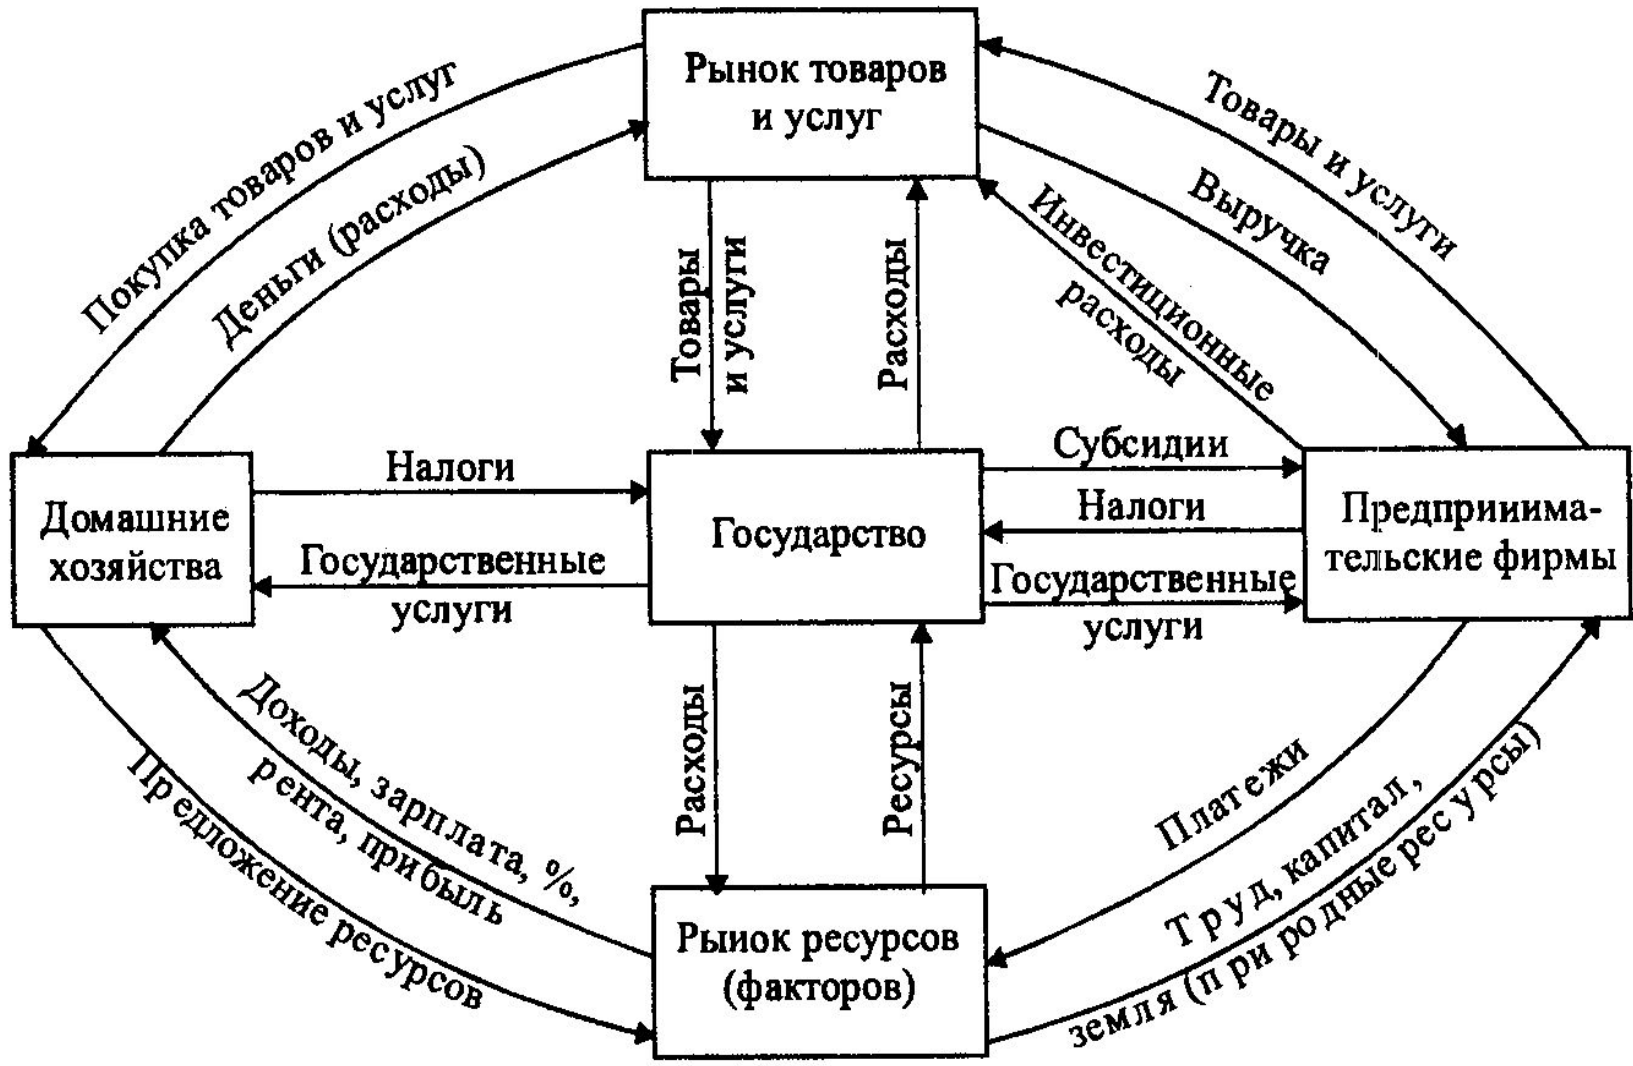 Рынок товаров
и услуг
Покупка товаров и услуг
Деньги (расходы)
Товары и услуги
Выручка
Инвестиционные
расходы
Товары
и услуги
Расходы
Домашние
хозяйства
Налоги
Государственные
услуги
Государство
Субсидии
Налоги
Государственные
услуги
Предприиима-
тельские фирмы
Доходы, зарплата, %,
рента, прибыль
Предложение ресурсов
Расходы
Ресурсы
Платежи
Труд, капитал,
земля (природные ресурсы)
Рыиок ресурсов
(факторов)